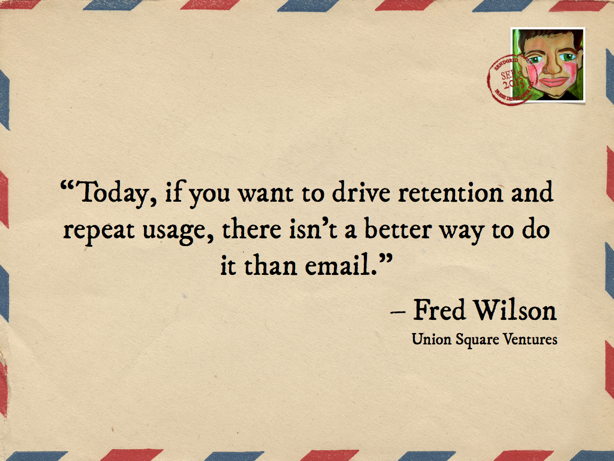 “Today, if you want to drive retention and
repeat usage, there isn’t a better way to do
it than email.”
– Fred Wilson
Union Square Ventures